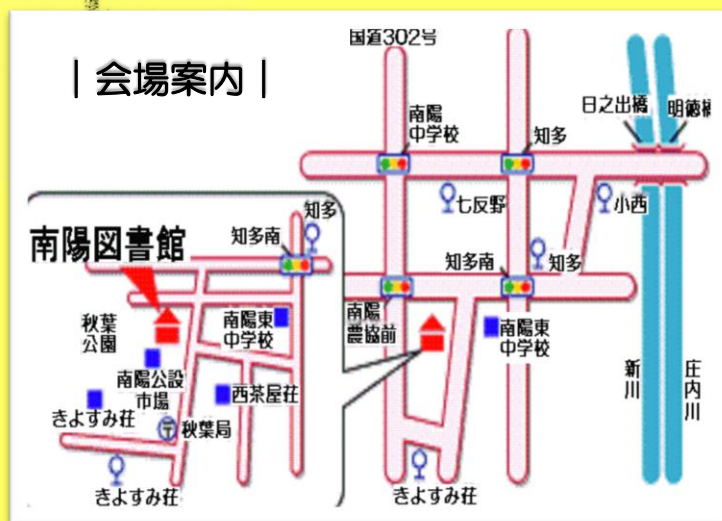 国道302号
｜会場案内｜
日之出橋
明徳橋
南陽
中学校
知多
七反野
小西
知多
知多南
南陽図書館
知多
知多南
秋葉
公園
南陽東
中学校
南陽公設
市場
西茶屋荘
きよすみ荘
〒
秋葉局
きよすみ荘
南陽
農協前
南陽東
中学校
きよすみ荘
新川
庄内川